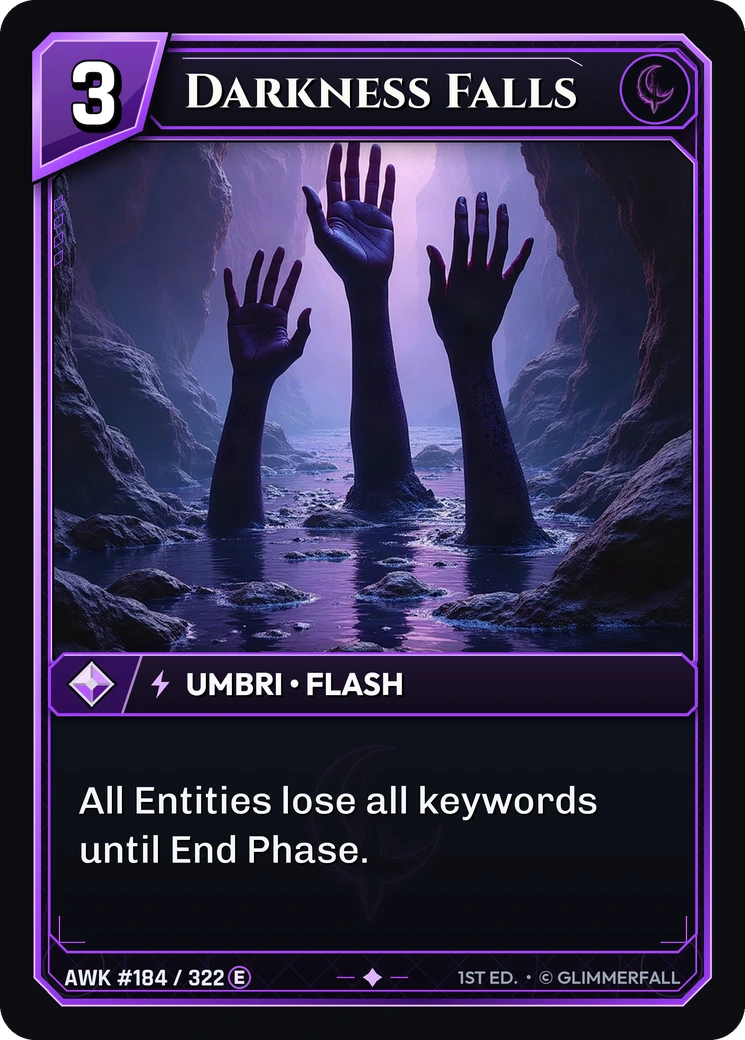 3
DARKNESS FALLS
UMBRI • FLASH
All Entities lose all keywords
until End Phase.
AWK #184 / 322 E
1ST ED. • © GLIMMERFALL